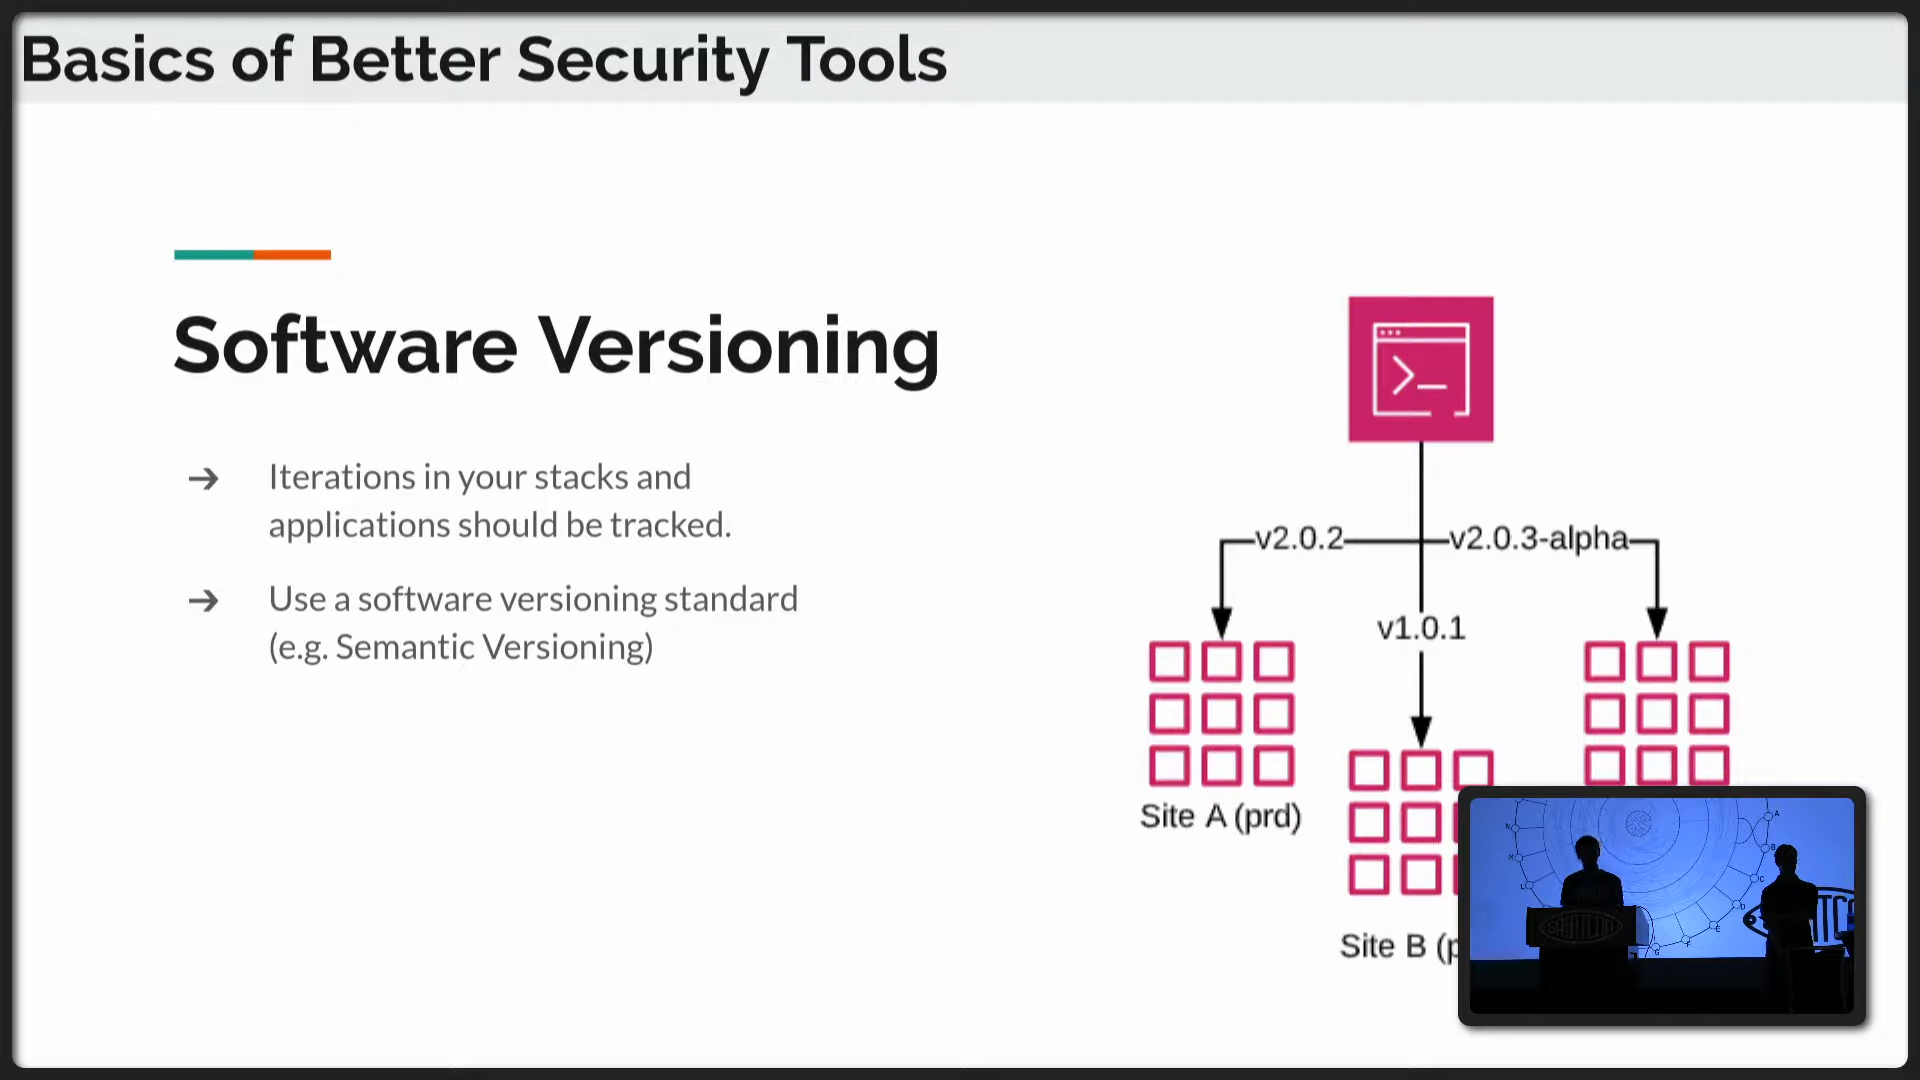 Basics of Better Security Tools
Software Versioning
➔ Iterations in your stacks and
applications should be tracked.
➔ Use a software versioning standard
(e.g. Semantic Versioning)
v2.0.2
v2.0.3-alpha
v1.0.1
Site A (prd)
Site B (p